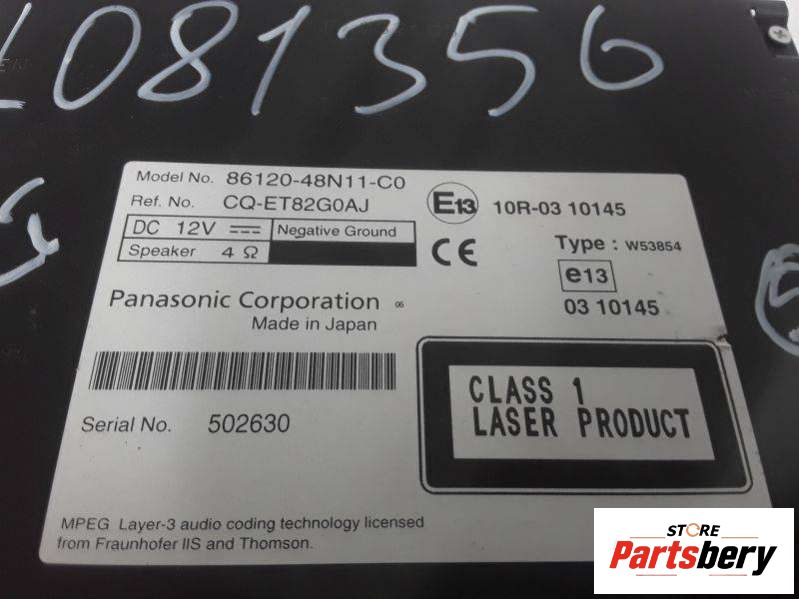 L081356
Model No. 86120-48N11-C0
Ref. No. CQ-ET82G0AJ
E13 10R-03 10145
DC 12V Negative Ground
Speaker 4 Ω
CE
Type : W53854
e13
03 10145
Panasonic Corporation 06
Made in Japan
Serial No. 502630
CLASS 1
LASER PRODUCT
MPEG Layer-3 audio coding technology licensed
from Fraunhofer IIS and Thomson.
STORE
Partsbery